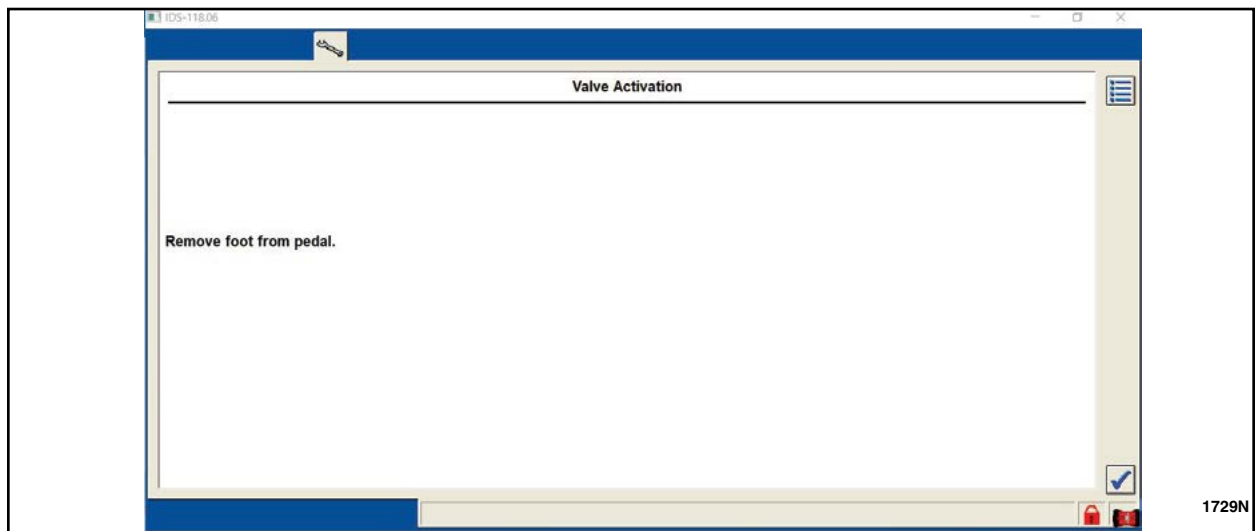 IDS-118.06
Valve Activation
Remove foot from pedal.
1729N